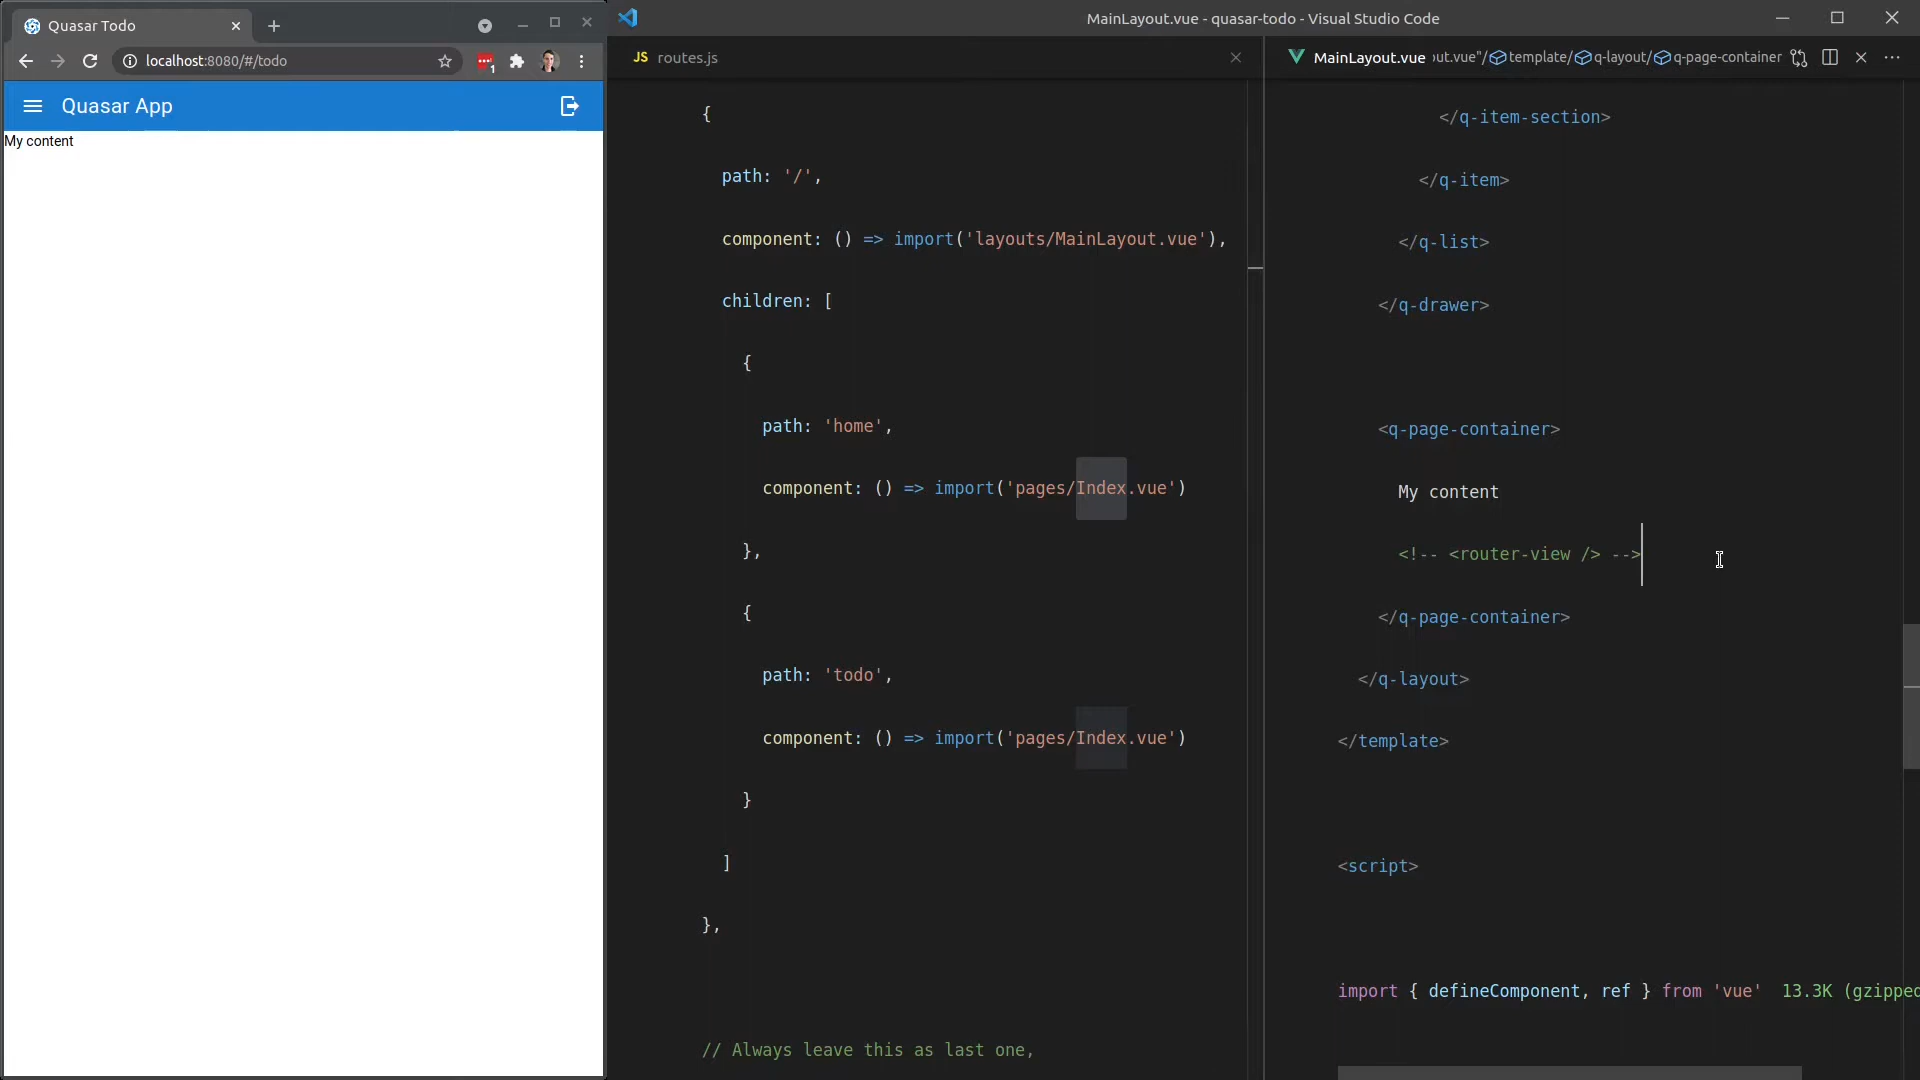 Quasar Todo
localhost:8080/#/todo
1
Quasar App
My content
MainLayout.vue - quasar-todo - Visual Studio Code
JS routes.js
{
path: '/',
component: () => import('layouts/MainLayout.vue'),
children: [
{
path: 'home',
component: () => import('pages/Index.vue')
},
{
path: 'todo',
component: () => import('pages/Index.vue')
}
]
},
// Always leave this as last one,
MainLayout.vue out.vue"/ template/ q-layout/ q-page-container
</q-item-section>
</q-item>
</q-list>
</q-drawer>
<q-page-container>
My content
<!-- <router-view /> -->
</q-page-container>
</q-layout>
</template>
<script>
import { defineComponent, ref } from 'vue' 13.3K (gzipped